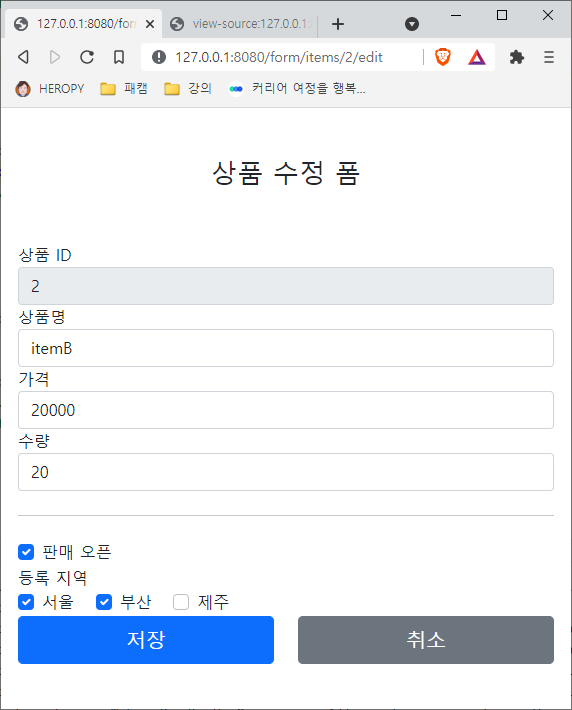 127.0.0.1:8080/for
view-source:127.0.0.1:
127.0.0.1:8080/form/items/2/edit
HEROPY 패캠 강의 커리어 여정을 행복...
상품 수정 폼
상품 ID
2
상품명
itemB
가격
20000
수량
20
판매 오픈
등록 지역
서울 부산 제주
저장 취소